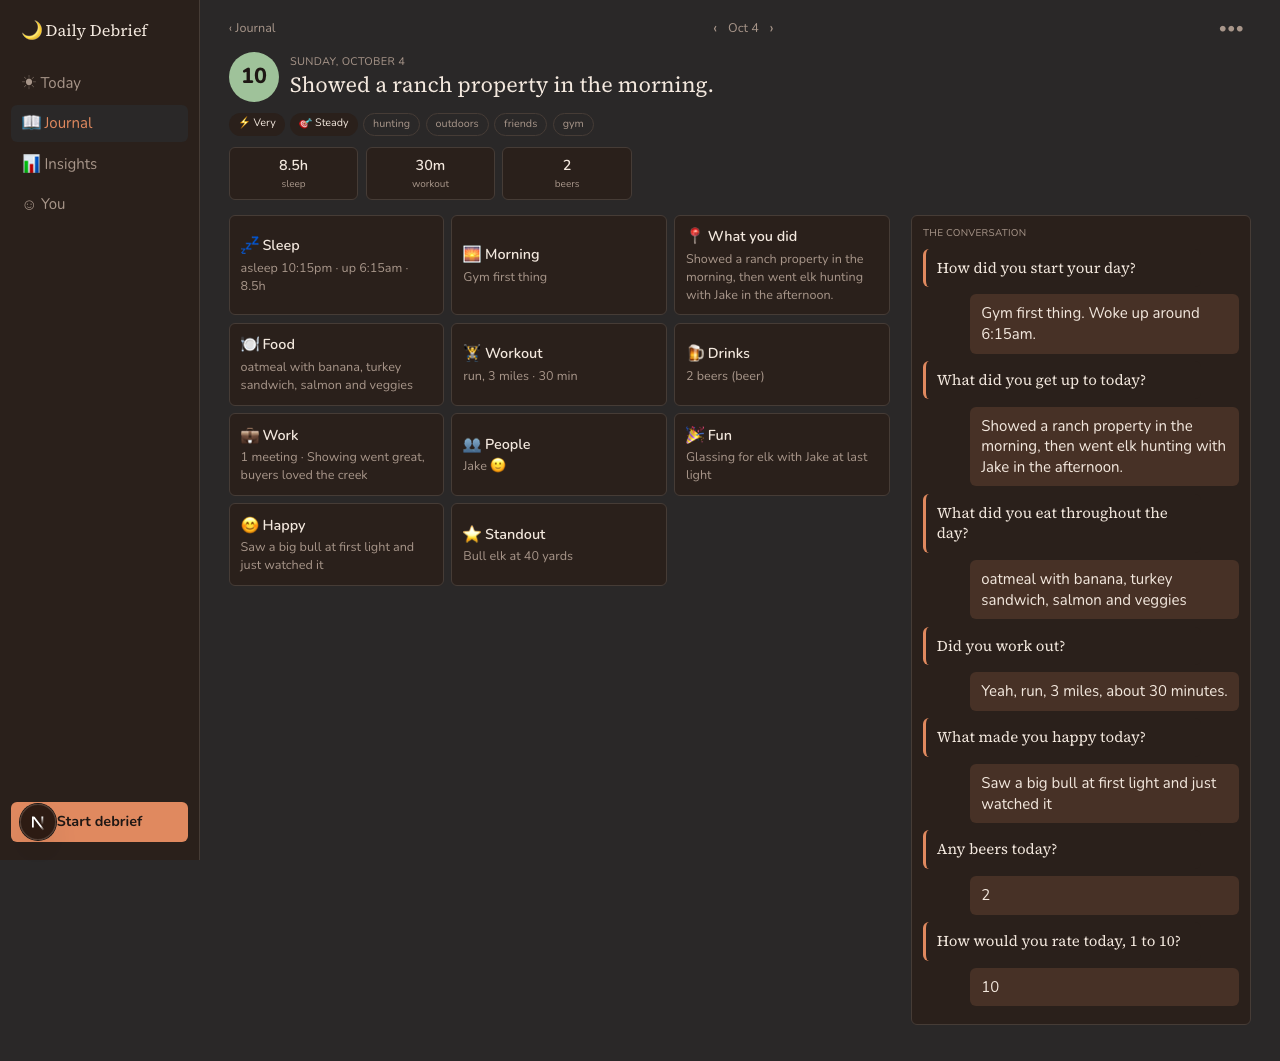 🌙 Daily Debrief
☀ Today
📖 Journal
📊 Insights
☺ You
N Start debrief
‹ Journal
‹ Oct 4 ›
•••
10
SUNDAY, OCTOBER 4
Showed a ranch property in the morning.
⚡ Very
🎯 Steady
hunting
outdoors
friends
gym
8.5h
sleep
30m
workout
2
beers
💤 Sleep
asleep 10:15pm · up 6:15am ·
8.5h
🌅 Morning
Gym first thing
📍 What you did
Showed a ranch property in the
morning, then went elk hunting
with Jake in the afternoon.
🍽️ Food
oatmeal with banana, turkey
sandwich, salmon and veggies
🏋️ Workout
run, 3 miles · 30 min
🍺 Drinks
2 beers (beer)
💼 Work
1 meeting · Showing went great,
buyers loved the creek
👥 People
Jake 🙂
🎉 Fun
Glassing for elk with Jake at last
light
😊 Happy
Saw a big bull at first light and
just watched it
⭐ Standout
Bull elk at 40 yards
THE CONVERSATION
How did you start your day?
Gym first thing. Woke up around
6:15am.
What did you get up to today?
Showed a ranch property in the
morning, then went elk hunting with
Jake in the afternoon.
What did you eat throughout the
day?
oatmeal with banana, turkey
sandwich, salmon and veggies
Did you work out?
Yeah, run, 3 miles, about 30 minutes.
What made you happy today?
Saw a big bull at first light and just
watched it
Any beers today?
2
How would you rate today, 1 to 10?
10